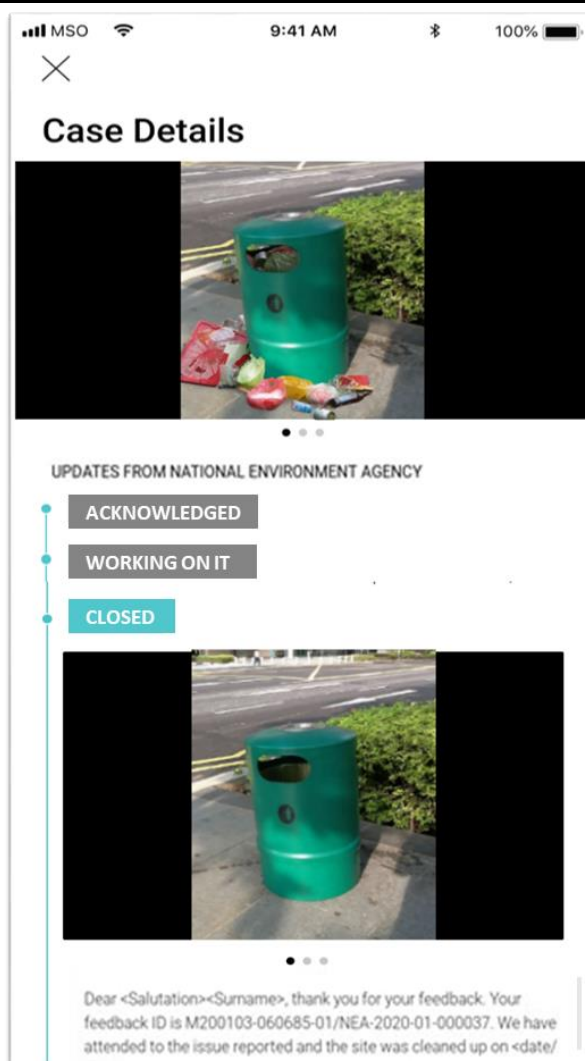 MSO 9:41 AM 100%
Case Details
UPDATES FROM NATIONAL ENVIRONMENT AGENCY
ACKNOWLEDGED
WORKING ON IT
CLOSED
Dear <Salutation><Surname>, thank you for your feedback. Your
feedback ID is M200103-060685-01/NEA-2020-01-000037. We have
attended to the issue reported and the site was cleaned up on <date/